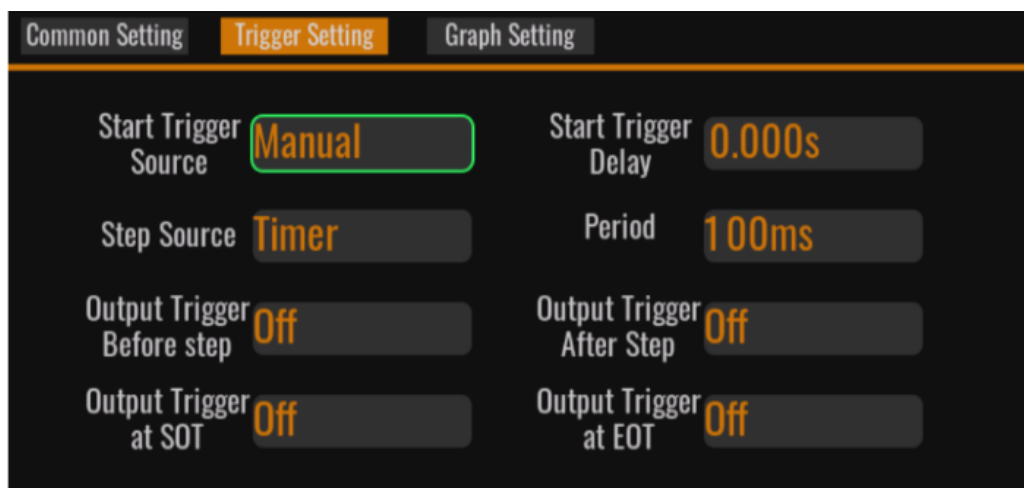 Common Setting Trigger Setting Graph Setting
Start Trigger Source Manual Start Trigger Delay 0.000s
Step Source Timer Period 100ms
Output Trigger Before step Off Output Trigger After Step Off
Output Trigger at SOT Off Output Trigger at EOT Off